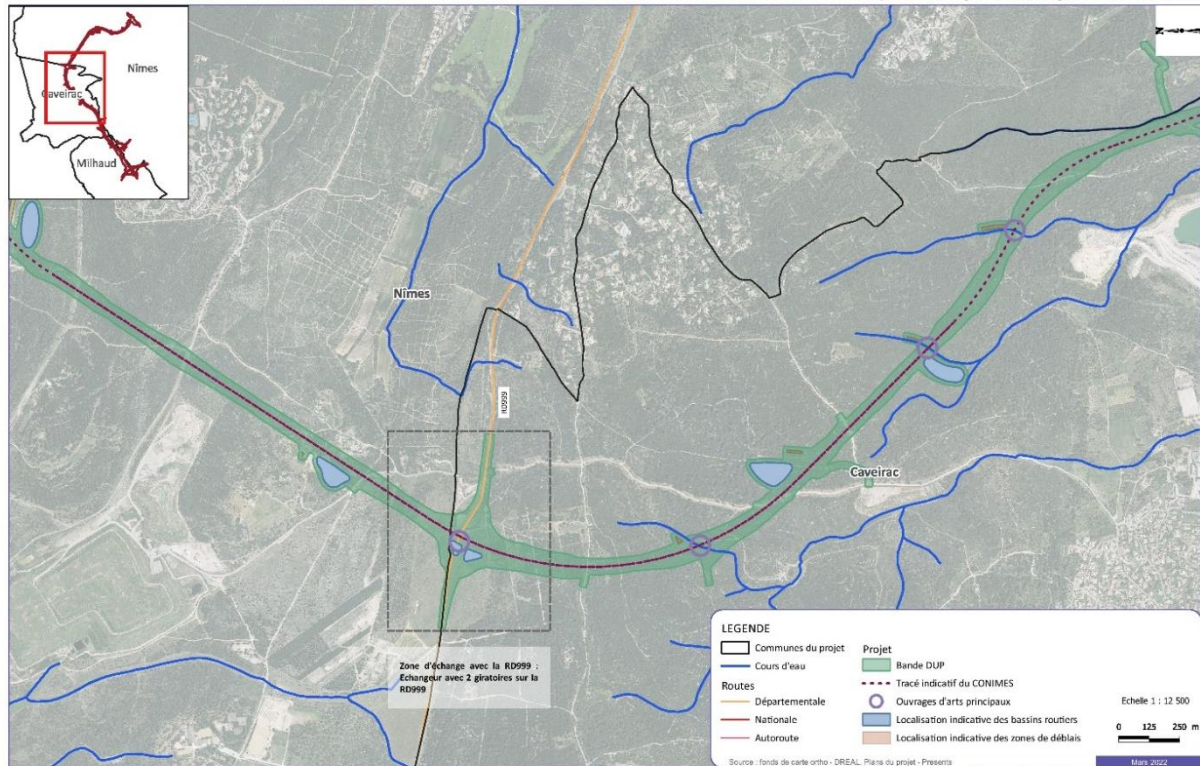 N
Nîmes
Caveirac
Milhaud
Nîmes
RD999
Caveirac
Zone d'échange avec la RD999 :
Echangeur avec 2 giratoires sur la
RD999
LEGENDE
Communes du projet
Cours d'eau
Routes
Départementale
Nationale
Autoroute
Projet
Bande DUP
Tracé indicatif du CONIMES
Ouvrages d'arts principaux
Localisation indicative des bassins routiers
Localisation indicative des zones de déblais
Echelle 1 : 12 500
0 125 250 m
Source : fonds de carte ortho - DREAL, Plans du projet - Presents
Mars 2022